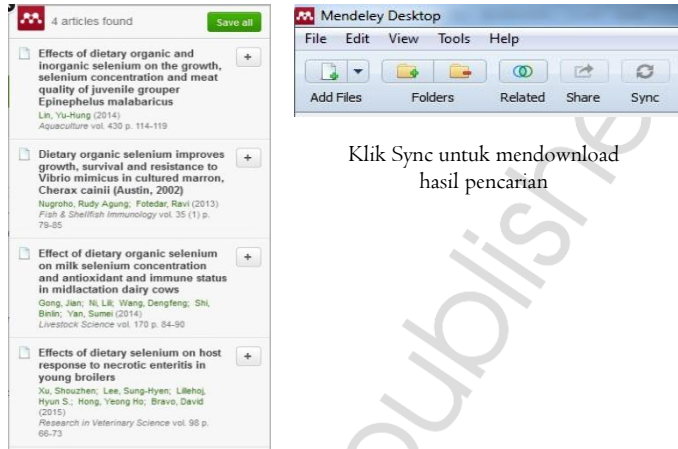 4 articles found
Save all
Effects of dietary organic and
inorganic selenium on the growth,
selenium concentration and meat
quality of juvenile grouper
Epinephelus malabaricus
Lin, Yu-Hung (2014)
Aquaculture vol. 430 p. 114-119
Dietary organic selenium improves
growth, survival and resistance to
Vibrio mimicus in cultured marron,
Cherax cainii (Austin, 2002)
Nugroho, Rudy Agung; Fotedar, Ravi (2013)
Fish & Shellfish Immunology vol. 35 (1) p.
79-85
Effect of dietary organic selenium
on milk selenium concentration
and antioxidant and immune status
in midlactation dairy cows
Gong, Jian; Ni, Lili; Wang, Dengfeng; Shi,
Binlin; Yan, Sumei (2014)
Livestock Science vol. 170 p. 84-90
Effects of dietary selenium on host
response to necrotic enteritis in
young broilers
Xu, Shouzhen; Lee, Sung-Hyen; Lillehoj,
Hyun S.; Hong, Yeong Ho; Bravo, David
(2015)
Research in Veterinary Science vol. 98 p.
66-73
Mendeley Desktop
File Edit View Tools Help
Add Files Folders Related Share Sync
Klik Sync untuk mendownload
hasil pencarian
publishe